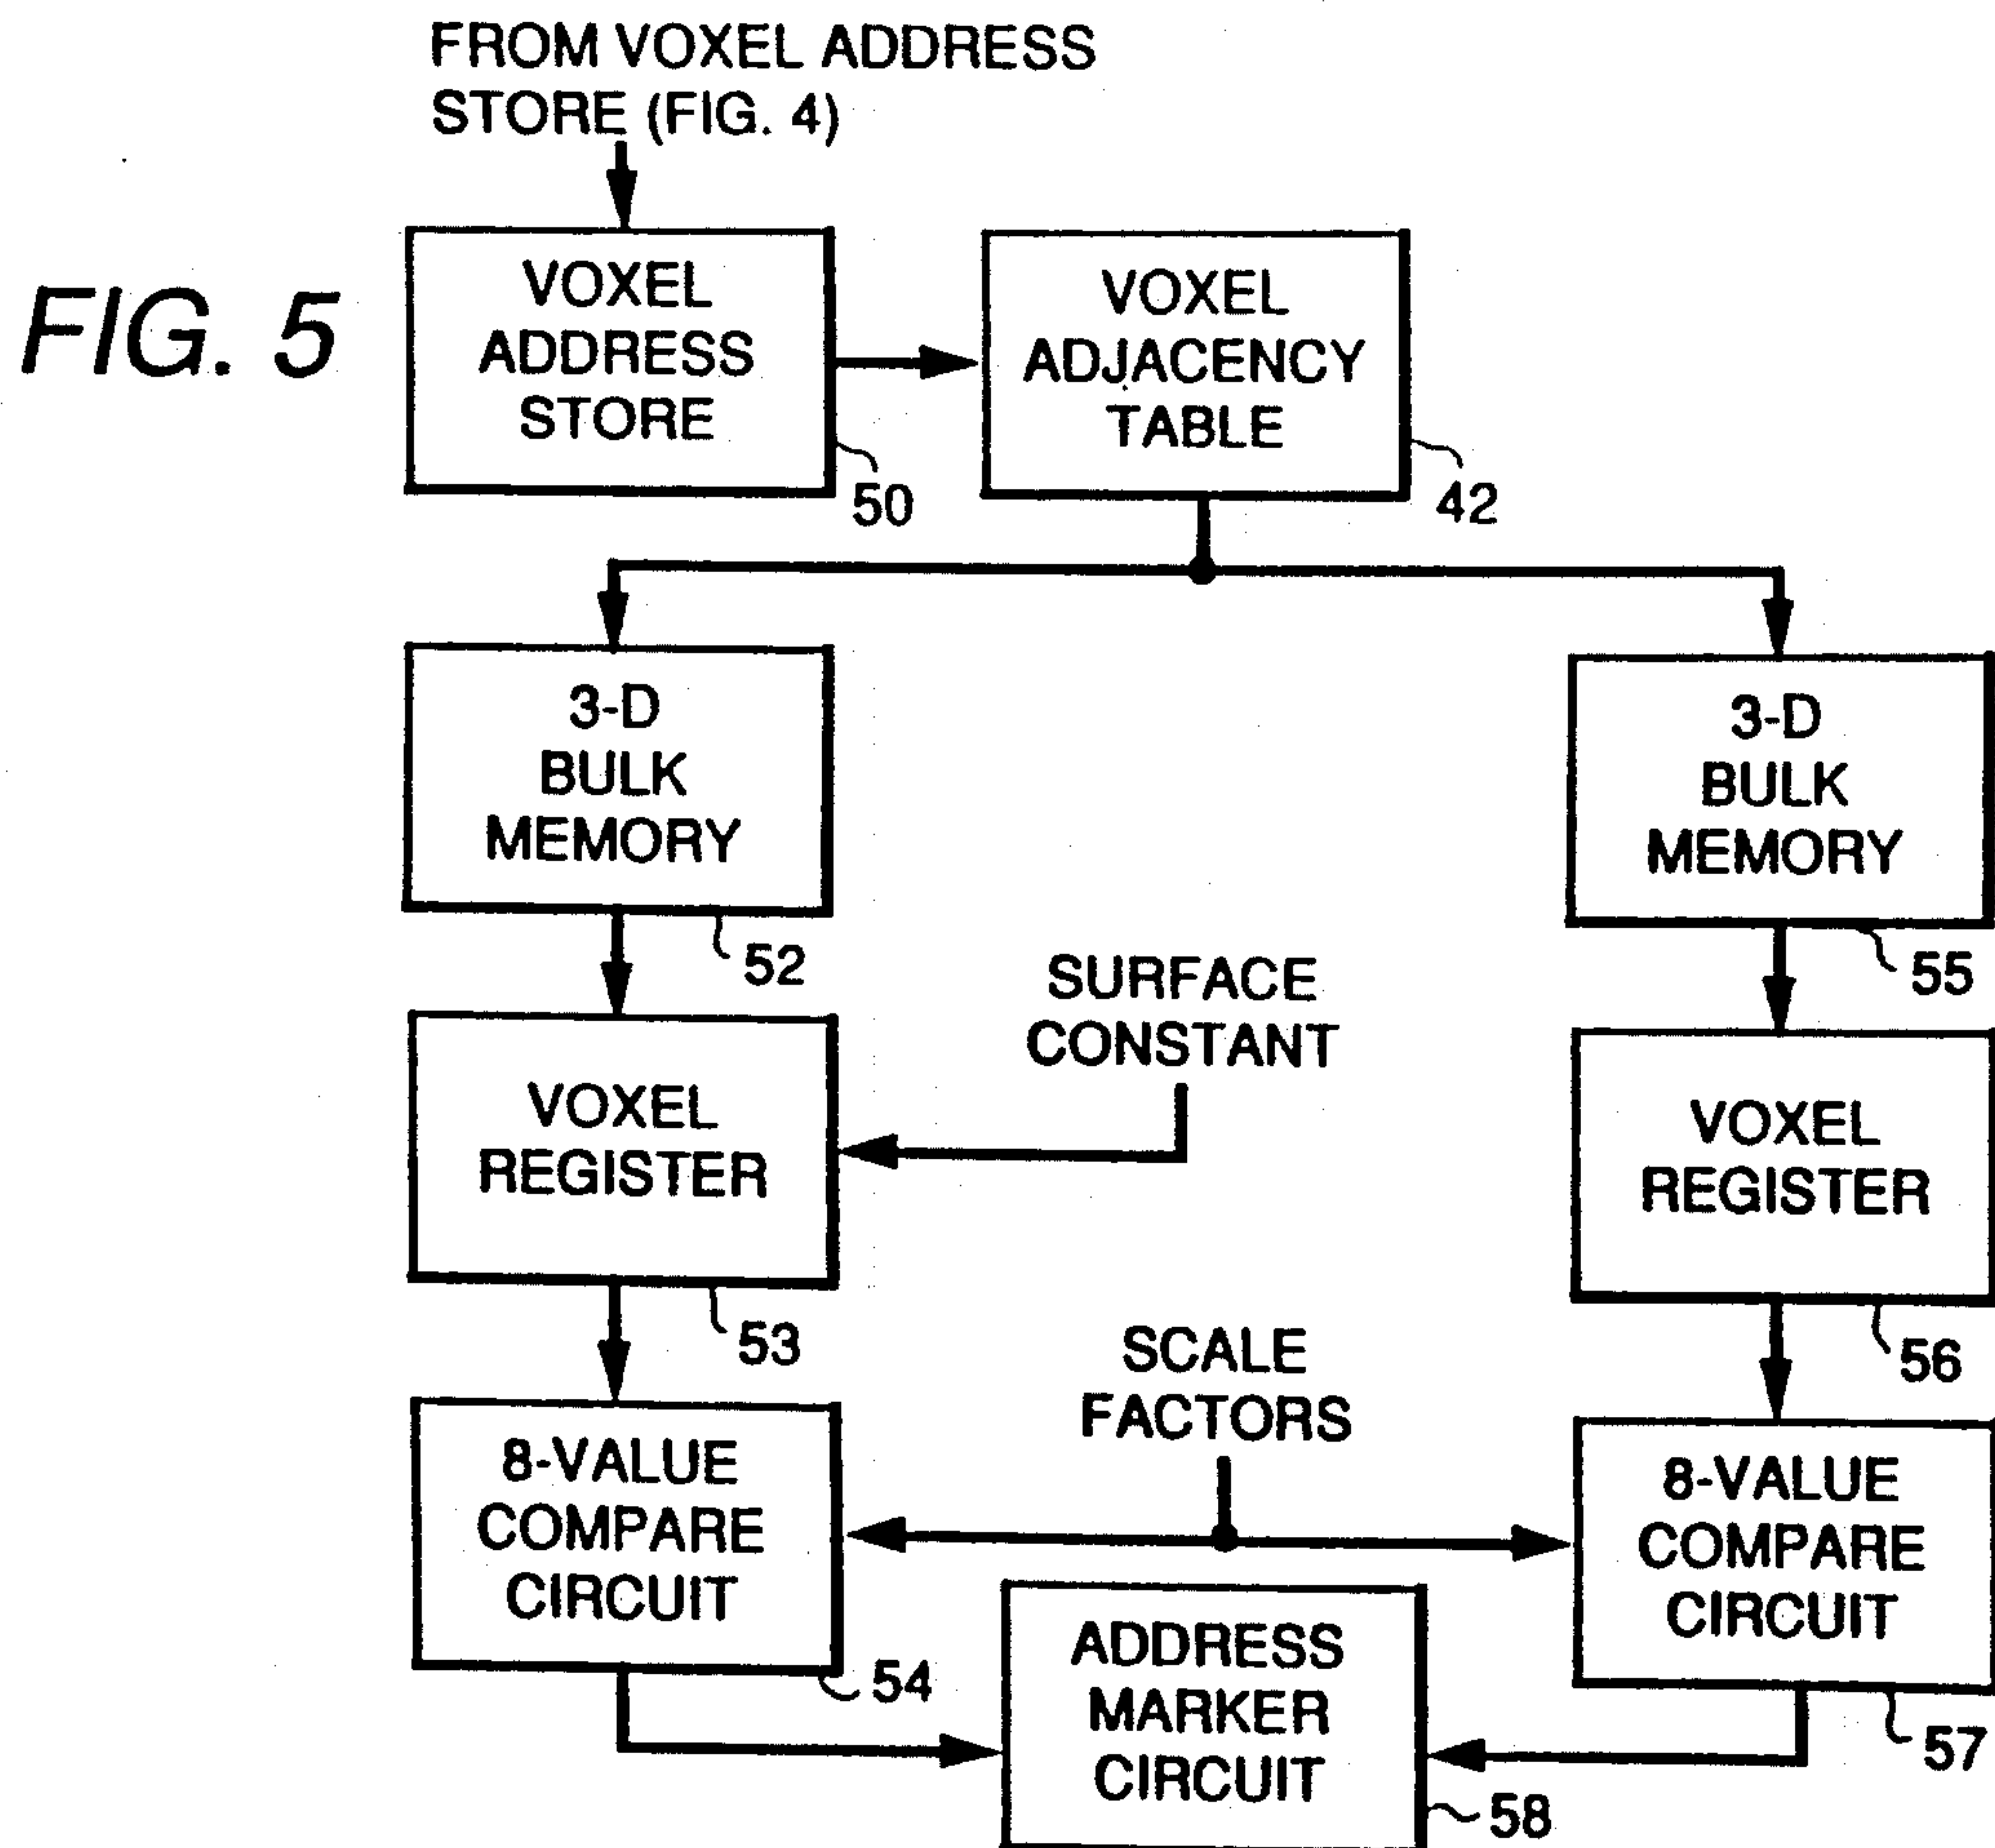 FROM VOXEL ADDRESS
STORE (FIG. 4)
FIG. 5
VOXEL
ADDRESS
STORE
50
VOXEL
ADJACENCY
TABLE
42
3-D
BULK
MEMORY
52
3-D
BULK
MEMORY
55
SURFACE
CONSTANT
VOXEL
REGISTER
53
VOXEL
REGISTER
56
SCALE
FACTORS
8-VALUE
COMPARE
CIRCUIT
54
8-VALUE
COMPARE
CIRCUIT
57
ADDRESS
MARKER
CIRCUIT
58